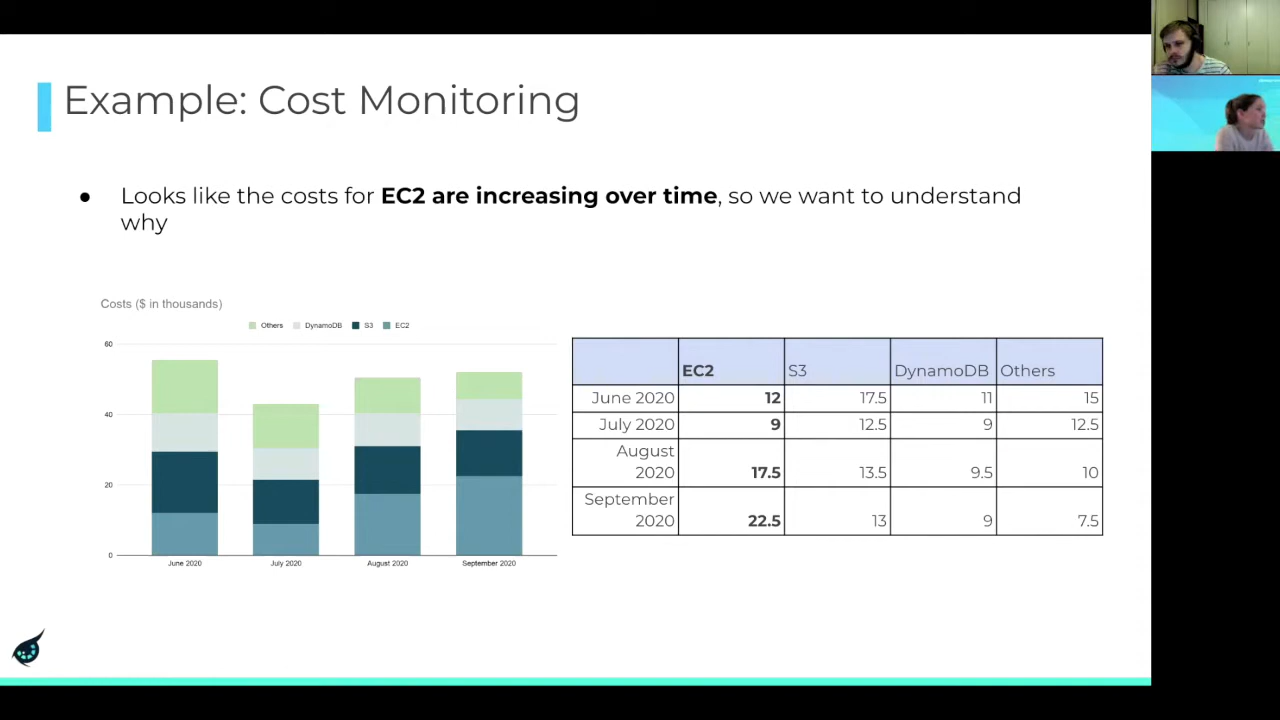 Example: Cost Monitoring
● Looks like the costs for EC2 are increasing over time, so we want to understand
why
Costs ($ in thousands)
Others DynamoDB S3 EC2
60
40
20
0
June 2020 July 2020 August 2020 September 2020
EC2 S3 DynamoDB Others
June 2020 12 17.5 11 15
July 2020 9 12.5 9 12.5
August
2020 17.5 13.5 9.5 10
September
2020 22.5 13 9 7.5